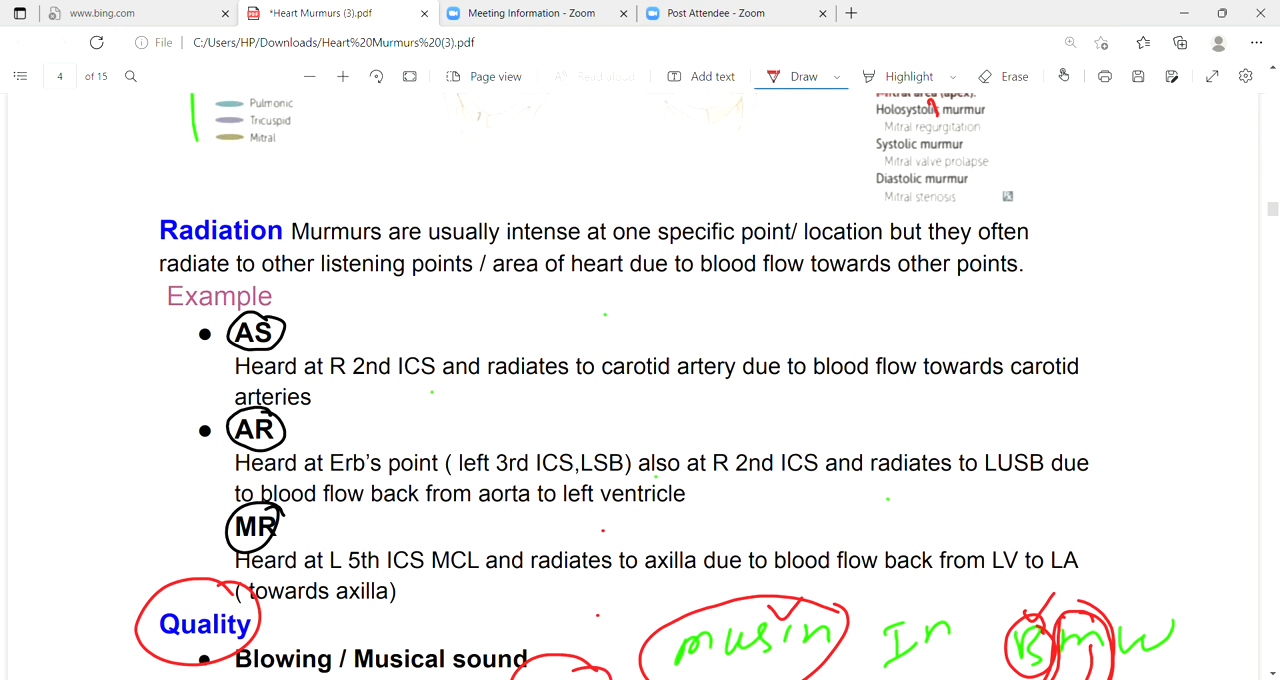 www.bing.com
*Heart Murmurs (3).pdf
Meeting Information - Zoom
Post Attendee - Zoom
File
C:/Users/HP/Downloads/Heart%20Murmurs%20(3).pdf
4 of 15
Page view
Read aloud
Add text
Draw
Highlight
Erase
Pulmonic
Tricuspid
Mitral
Mitral area (apex):
Holosystolic murmur
Mitral regurgitation
Systolic murmur
Mitral valve prolapse
Diastolic murmur
Mitral stenosis
Radiation Murmurs are usually intense at one specific point/ location but they often
radiate to other listening points / area of heart due to blood flow towards other points.
Example
● AS
Heard at R 2nd ICS and radiates to carotid artery due to blood flow towards carotid
arteries
● AR
Heard at Erb's point ( left 3rd ICS,LSB) also at R 2nd ICS and radiates to LUSB due
to blood flow back from aorta to left ventricle
MR
Heard at L 5th ICS MCL and radiates to axilla due to blood flow back from LV to LA
( towards axilla)
Quality
musin In BMW
● Blowing / Musical sound